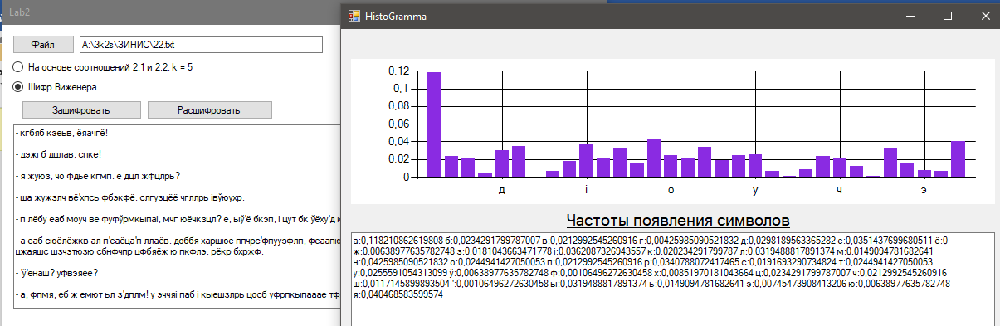 Lab2
Файл
A:\3k2s\ЗИНИС\22.txt
На основе соотношений 2.1 и 2.2. k = 5
Шифр Виженера
Зашифровать
Расшифровать
- кгбяб кэеьв, ёяачгё!
- дэжгб дцлав, спке!
- я жуюз, чо фдьё кгмп. ё дцл жфцлрь?
- ша жужзлч вё'хпсь фбэкфё. слгузцёё чгллрь івўюухр.
- п лёбу еаб моуч ве фуфўрмкыпаі, мчг юёчкзцл? е, ыў'ё бкэп, і цут бк ўёху'д к
- а еаб сюёлёжкв ал п'еаёца'п ллаёв. доббя харшюе ппчрс'фпуузфлп, феаапю
цжаяшс шзчэтюзю сбнфчпр цфбяёж ю пкфлэ, рёкр бхржф.
- 'ў'ёнаш? уфвэяеё?
- а, фпмя, еб ж емют ьл з'дплм! у эччяі паб і кыешзлрь цосб уфрпкыпаааe тф
HistoGramma
0,12
0,1
0,08
0,06
0,04
0,02
0
д
і
о
у
ч
э
Частоты появления символов
а:0,118210862619808 б:0,0234291799787007 в:0,0212992545260916 г:0,00425985090521832 д:0,0298189563365282 е:0,0351437699680511 ё:0
ж:0,00638977635782748 з:0,0181043663471778 і:0,0362087326943557 к:0,020234291799787 л:0,0319488817891374 м:0,0149094781682641
н:0,0425985090521832 о:0,0244941427050053 п:0,0212992545260916 р:0,0340788072417465 с:0,0191693290734824 т:0,0244941427050053
у:0,0255591054313099 ў:0,00638977635782748 ф:0,00106496272630458 х:0,00851970181043664 ц:0,0234291799787007 ч:0,0212992545260916
ш:0,0117145899893504 ':0,00106496272630458 ы:0,0319488817891374 ь:0,0149094781682641 э:0,00745473908413206 ю:0,00638977635782748
я:0,040468583599574